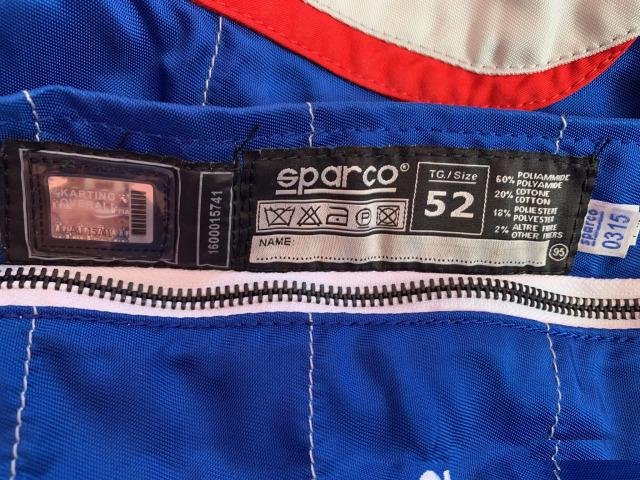 KARTING
OVERALL
1600015741
sparco®
TG./Size
52
NAME:
60% POLIAMMIDE
POLYAMIDE
20% COTONE
COTTON
18% POLIESTERE
POLYESTER
2% ALTRE FIBRE
OTHER FIBERS
95
sparco
0315